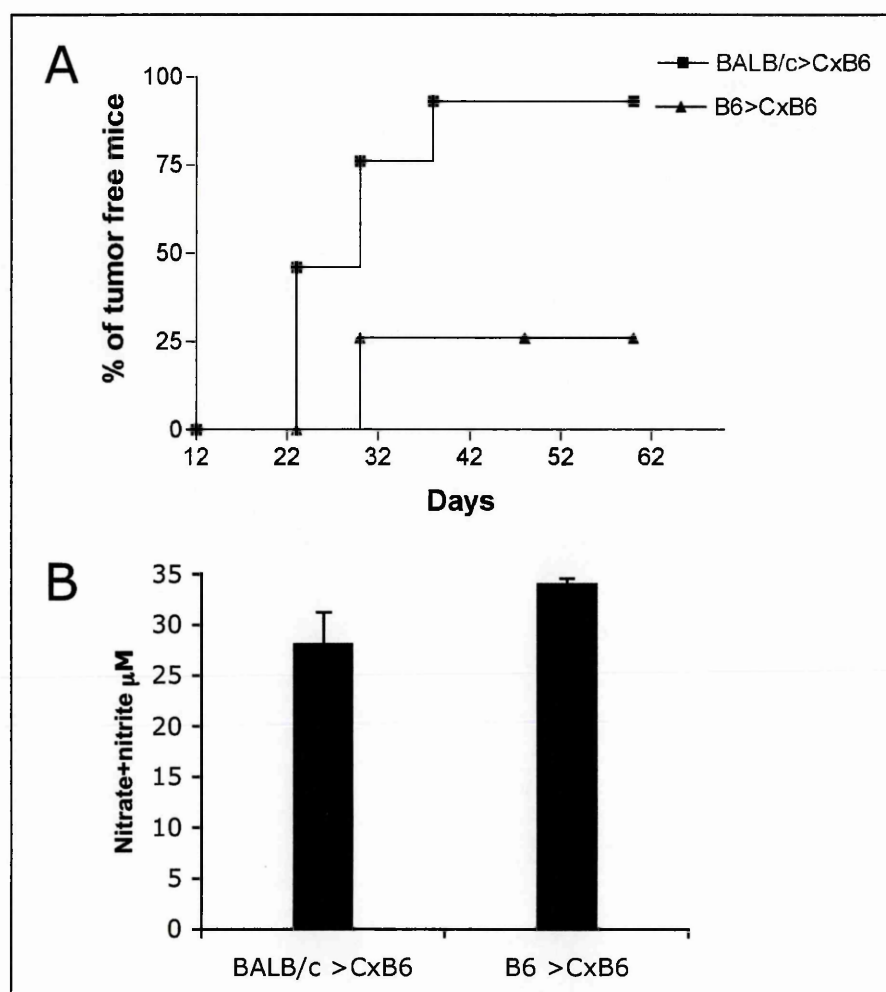 A
BALB/c>CxB6
B6>CxB6
% of tumor free mice
100
75
50
25
0
12 22 32 42 52 62
Days
B
Nitrate+nitrite µM
35
30
25
20
15
10
5
0
BALB/c >CxB6 B6 >CxB6